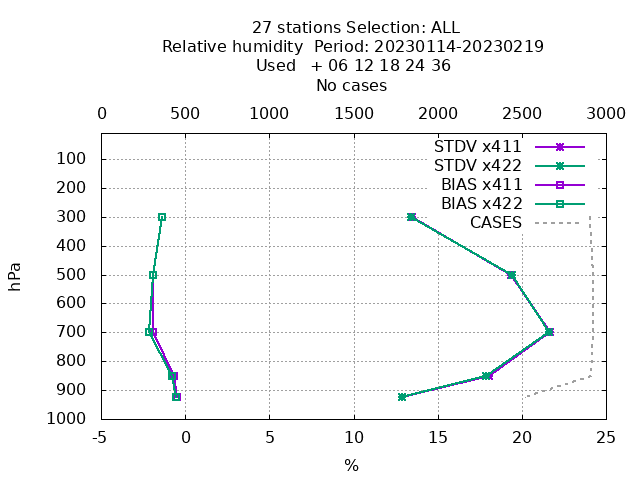 27 stations Selection: ALL
Relative humidity  Period: 20230114-20230219
Used   + 06 12 18 24 36
No cases
0 500 1000 1500 2000 2500 3000
STDV x411
STDV x422
BIAS x411
BIAS x422
CASES
hPa
100
200
300
400
500
600
700
800
900
1000
-5 0 5 10 15 20 25
%